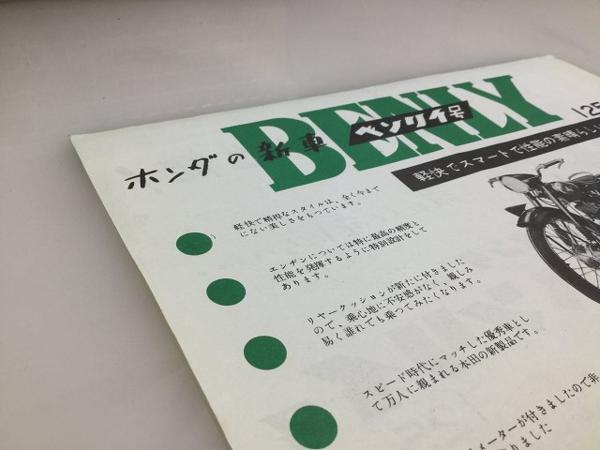 BENLY
ベンリイ号
ホンダの新車
125
軽快でスマートで性能の素晴らしい
軽快で精悍なスタイルは、全く今まで
にない美しさをもつています。
エンヂンについては特に最高の精度と
性能を発揮するように特別設計をして
あります。
リヤークッションが新たに付きました
ので、乗心地に不安感がなく、親しみ
易く誰れでも乗つてみたくなります。
スピード時代にマッチした優秀車とし
て万人に親まれる本田の新製品です。
メーターが付きましたので非
りました